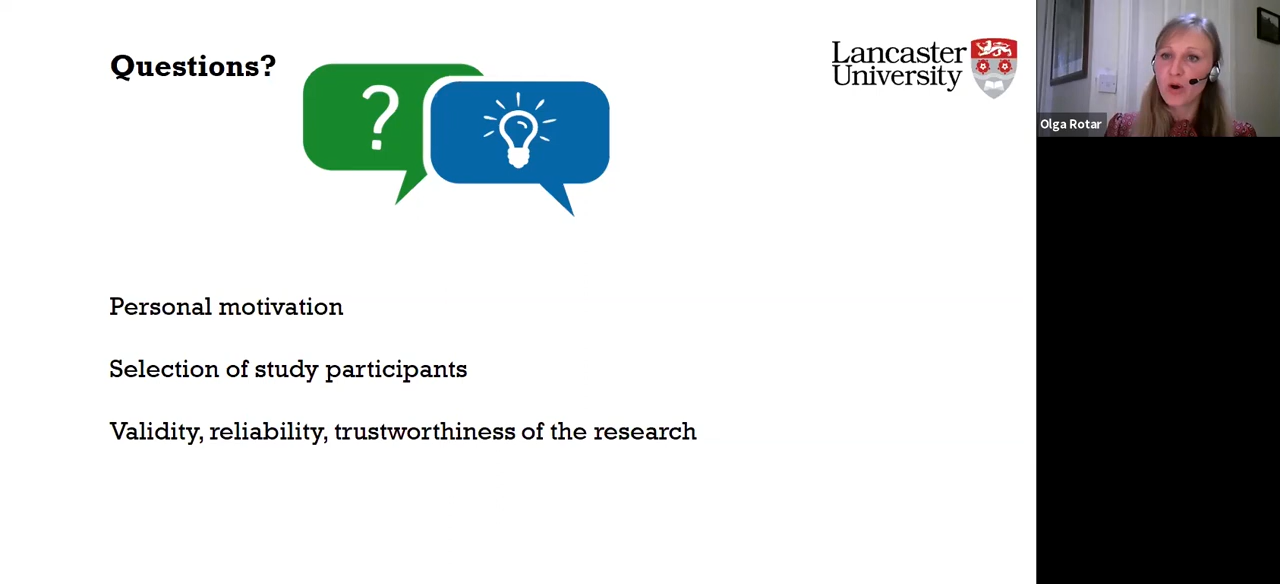 Questions?
?
Lancaster
University
Olga Rotar
Personal motivation
Selection of study participants
Validity, reliability, trustworthiness of the research